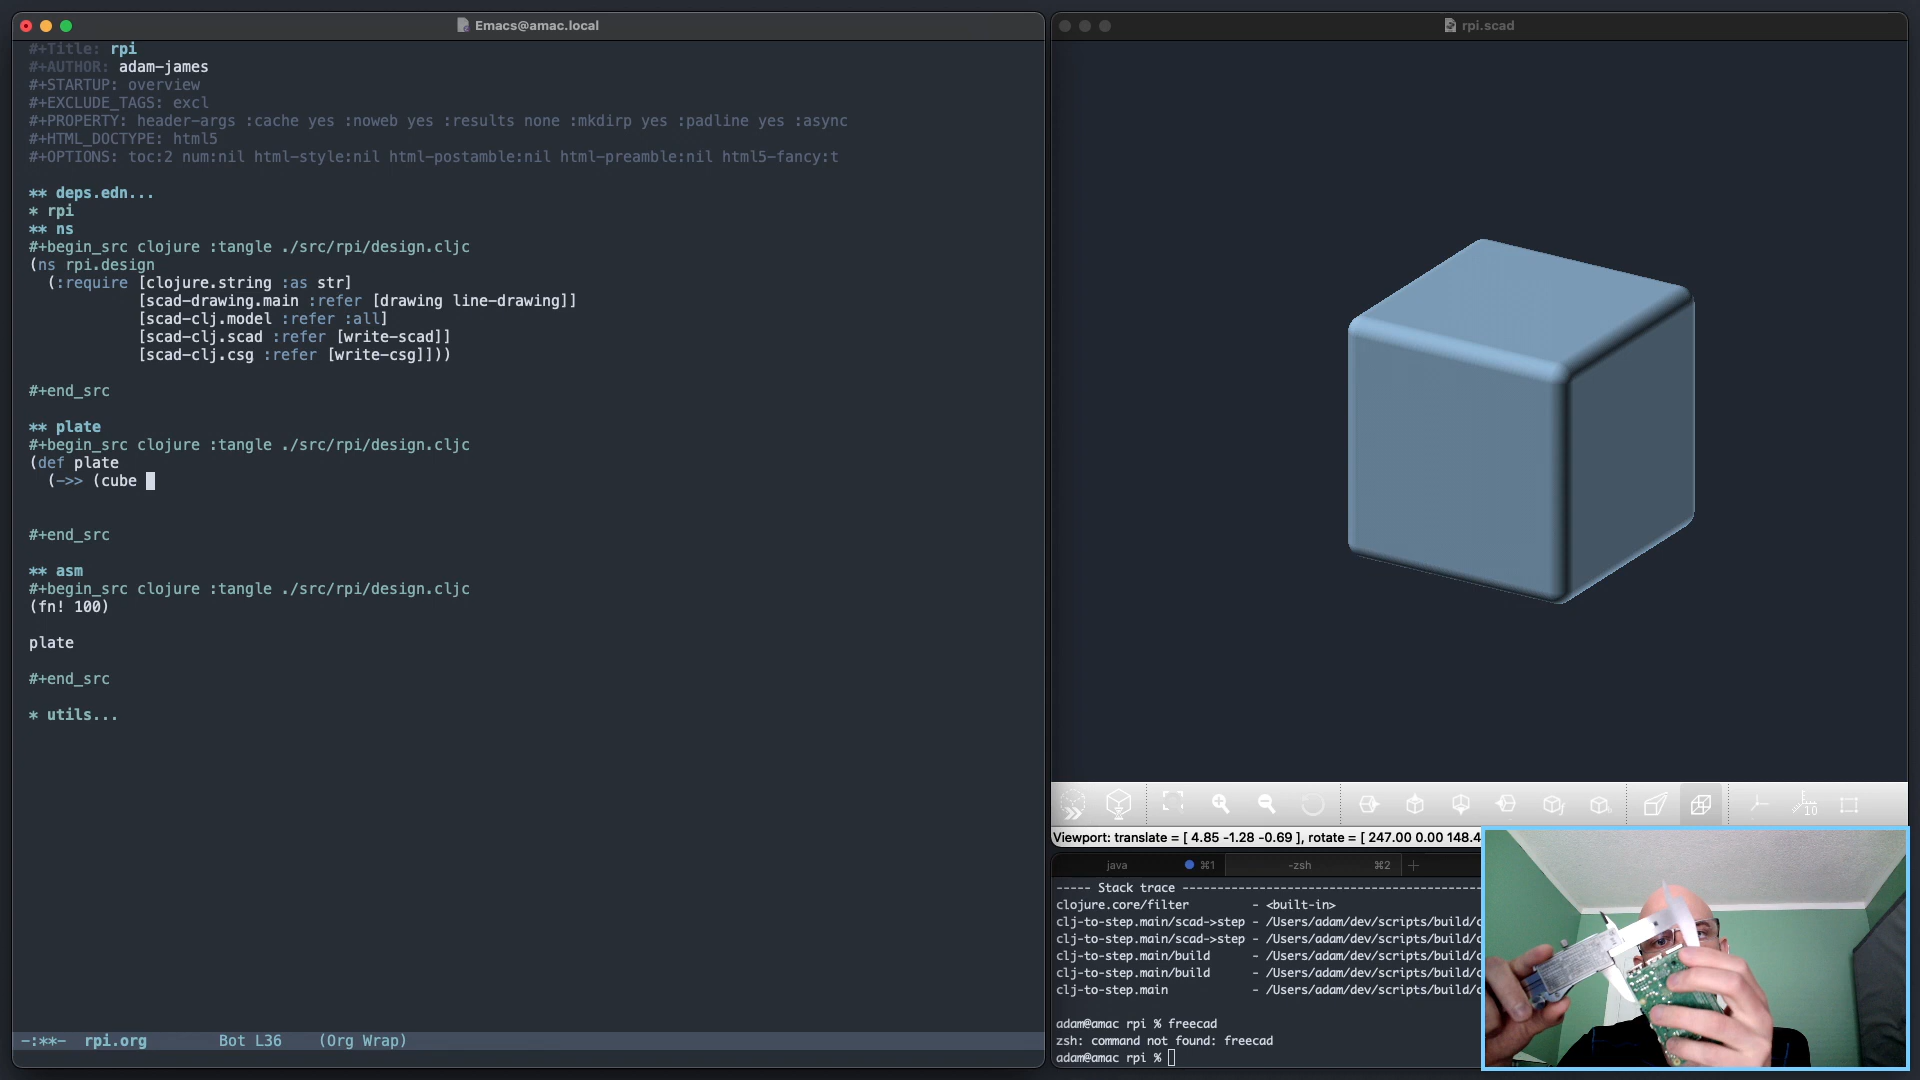 Emacs@amac.local
#+Title: rpi
#+AUTHOR: adam-james
#+STARTUP: overview
#+EXCLUDE_TAGS: excl
#+PROPERTY: header-args :cache yes :noweb yes :results none :mkdirp yes :padline yes :async
#+HTML_DOCTYPE: html5
#+OPTIONS: toc:2 num:nil html-style:nil html-postamble:nil html-preamble:nil html5-fancy:t
** deps.edn...
* rpi
** ns
#+begin_src clojure :tangle ./src/rpi/design.cljc
(ns rpi.design
(:require [clojure.string :as str]
[scad-drawing.main :refer [drawing line-drawing]]
[scad-clj.model :refer :all]
[scad-clj.scad :refer [write-scad]]
[scad-clj.csg :refer [write-csg]]))
#+end_src
** plate
#+begin_src clojure :tangle ./src/rpi/design.cljc
(def plate
(->> (cube
#+end_src
** asm
#+begin_src clojure :tangle ./src/rpi/design.cljc
(fn! 100)
plate
#+end_src
* utils...
-:**- rpi.org Bot L36 (Org Wrap)
rpi.scad
10
Viewport: translate = [ 4.85 -1.28 -0.69 ], rotate = [ 247.00 0.00 148.4
java ⌘1 -zsh ⌘2 +
----- Stack trace ------------------------------------------
clojure.core/filter - <built-in>
clj-to-step.main/scad->step - /Users/adam/dev/scripts/build/c
clj-to-step.main/scad->step - /Users/adam/dev/scripts/build/c
clj-to-step.main/build - /Users/adam/dev/scripts/build/c
clj-to-step.main/build - /Users/adam/dev/scripts/build/c
clj-to-step.main - /Users/adam/dev/scripts/build/c
adam@amac rpi % freecad
zsh: command not found: freecad
adam@amac rpi %